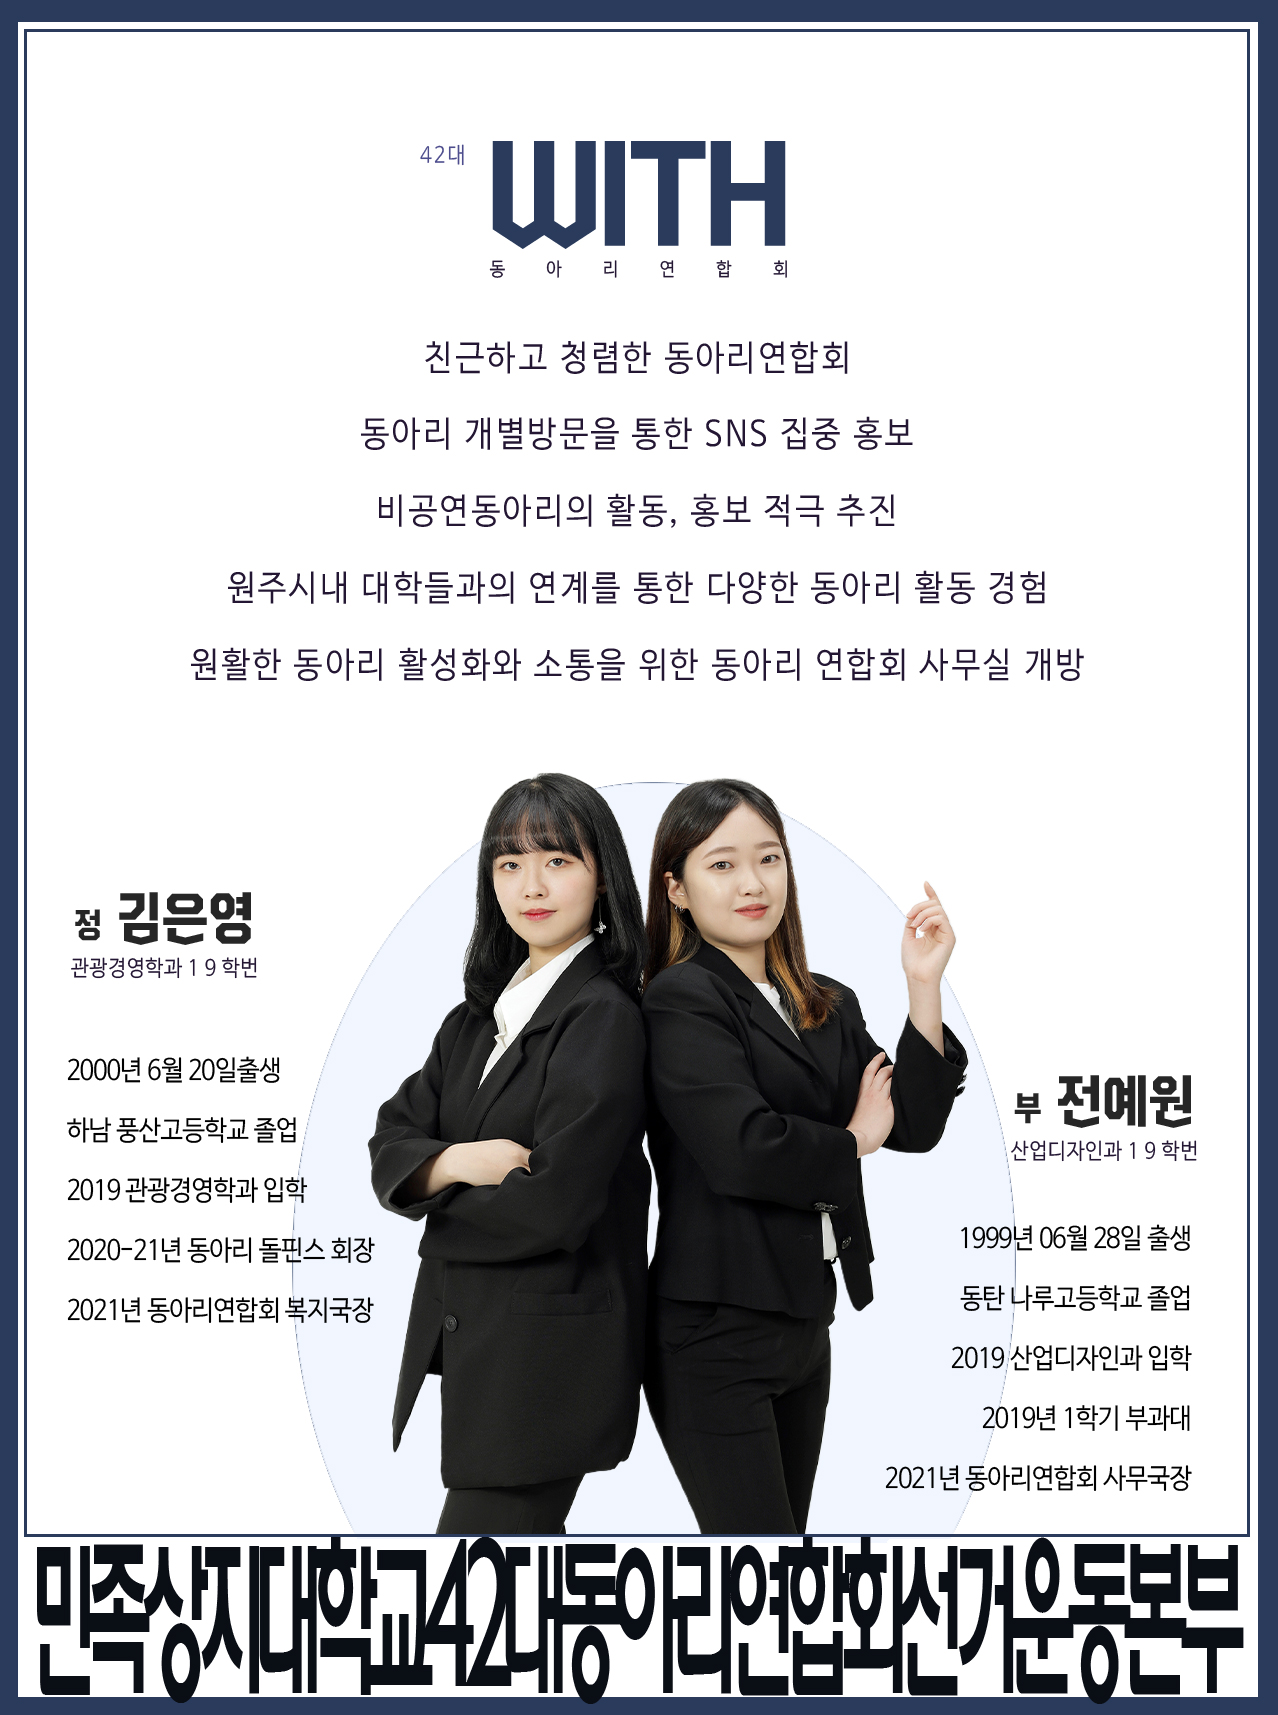 42대 WITH
동아리연합회
친근하고 청렴한 동아리연합회
동아리 개별방문을 통한 SNS 집중 홍보
비공연동아리의 활동, 홍보 적극 추진
원주시내 대학들과의 연계를 통한 다양한 동아리 활동 경험
원활한 동아리 활성화와 소통을 위한 동아리 연합회 사무실 개방
정 김은영
관광경영학과 1 9 학번
2000년 6월 20일출생
하남 풍산고등학교 졸업
2019 관광경영학과 입학
2020-21년 동아리 돌핀스 회장
2021년 동아리연합회 복지국장
부 전예원
산업디자인과 1 9 학번
1999년 06월 28일 출생
동탄 나루고등학교 졸업
2019 산업디자인과 입학
2019년 1학기 부과대
2021년 동아리연합회 사무국장
민족상지대학교42대동아리연합회선거운동본부